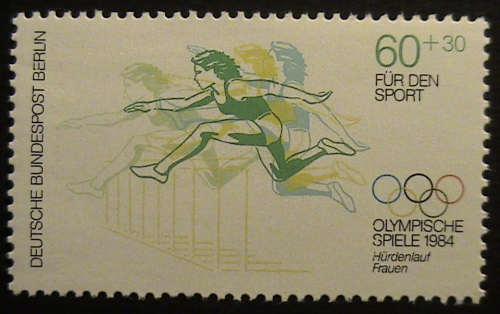 DEUTSCHE BUNDESPOST BERLIN
60+30
FÜR DEN
SPORT
OLYMPISCHE
SPIELE 1984
Hürdenlauf
Frauen